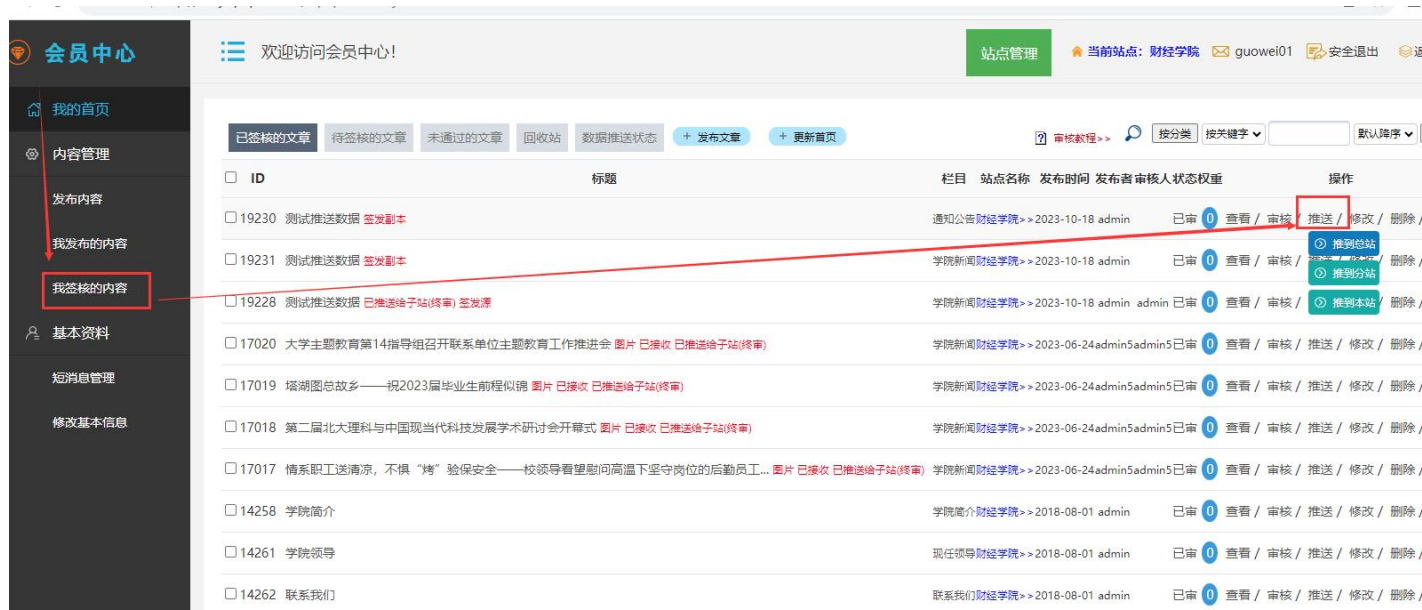 会员中心
欢迎访问会员中心!
站点管理 当前站点：财经学院 guowei01 安全退出
我的首页
内容管理
发布内容
我发布的内容
我签核的内容
基本资料
短消息管理
修改基本信息
已签核的文章 待签核的文章 未通过的文章 回收站 数据推送状态 + 发布文章 + 更新首页 ? 审核教程>> 按分类 按关键字 默认降序
ID 标题 栏目 站点名称 发布时间 发布者 审核人 状态 权重 操作
19230 测试推送数据 签发副本 通知公告 财经学院>> 2023-10-18 admin 已审 0 查看 / 审核 / 推送 / 修改 / 删除 /
推到总站
19231 测试推送数据 签发副本 学院新闻 财经学院>> 2023-10-18 admin 已审 0 查看 / 审核 / 删除 /
推到分站
19228 测试推送数据 已推送给子站(终审) 签发源 学院新闻 财经学院>> 2023-10-18 admin admin 已审 0 查看 / 审核 / 推到本站 / 删除 /
17020 大学主题教育第14指导组召开联系单位主题教育工作推进会 图片 已接收 已推送给子站(终审) 学院新闻 财经学院>> 2023-06-24 admin5 admin5 已审 0 查看 / 审核 / 推送 / 修改 / 删除 /
17019 塔湖图总故乡——祝2023届毕业生前程似锦 图片 已接收 已推送给子站(终审) 学院新闻 财经学院>> 2023-06-24 admin5 admin5 已审 0 查看 / 审核 / 推送 / 修改 / 删除 /
17018 第二届北大理科与中国现当代科技发展学术研讨会开幕式 图片 已接收 已推送给子站(终审) 学院新闻 财经学院>> 2023-06-24 admin5 admin5 已审 0 查看 / 审核 / 推送 / 修改 / 删除 /
17017 情系职工送清凉，不惧“烤”验保安全——校领导看望慰问高温下坚守岗位的后勤员工... 图片 已接收 已推送给子站(终审) 学院新闻 财经学院>> 2023-06-24 admin5 admin5 已审 0 查看 / 审核 / 推送 / 修改 / 删除 /
14258 学院简介 学院简介 财经学院>> 2018-08-01 admin 已审 0 查看 / 审核 / 推送 / 修改 / 删除 /
14261 学院领导 现任领导 财经学院>> 2018-08-01 admin 已审 0 查看 / 审核 / 推送 / 修改 / 删除 /
14262 联系我们 联系我们 财经学院>> 2018-08-01 admin 已审 0 查看 / 审核 / 推送 / 修改 / 删除 /